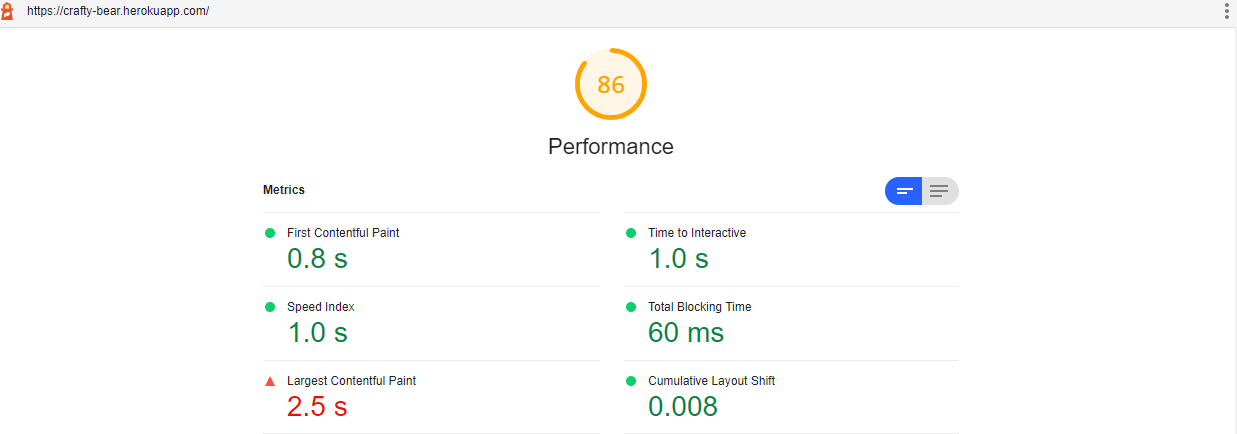 https://crafty-bear.herokuapp.com/
86
Performance
Metrics
First Contentful Paint
0.8 s
Time to Interactive
1.0 s
Speed Index
1.0 s
Total Blocking Time
60 ms
Largest Contentful Paint
2.5 s
Cumulative Layout Shift
0.008